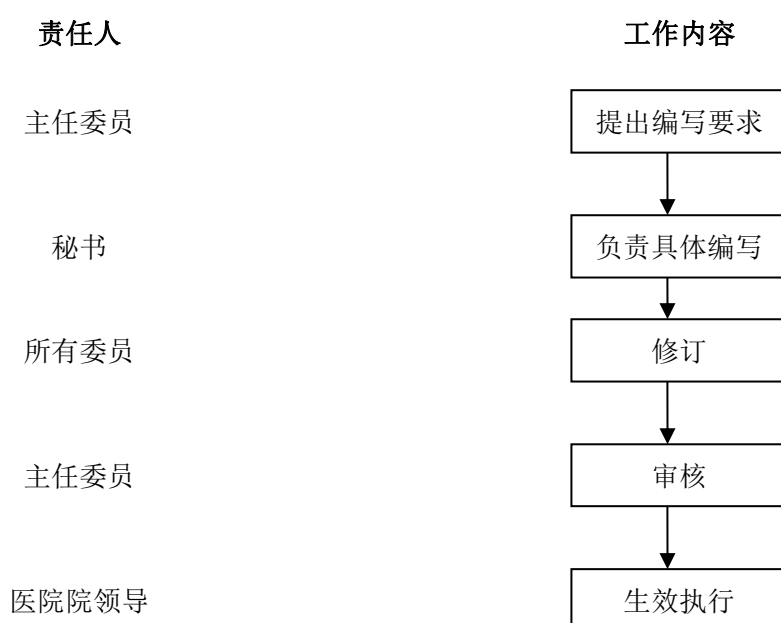 责任人 工作内容
主任委员 提出编写要求
秘书 负责具体编写
所有委员 修订
主任委员 审核
医院院领导 生效执行